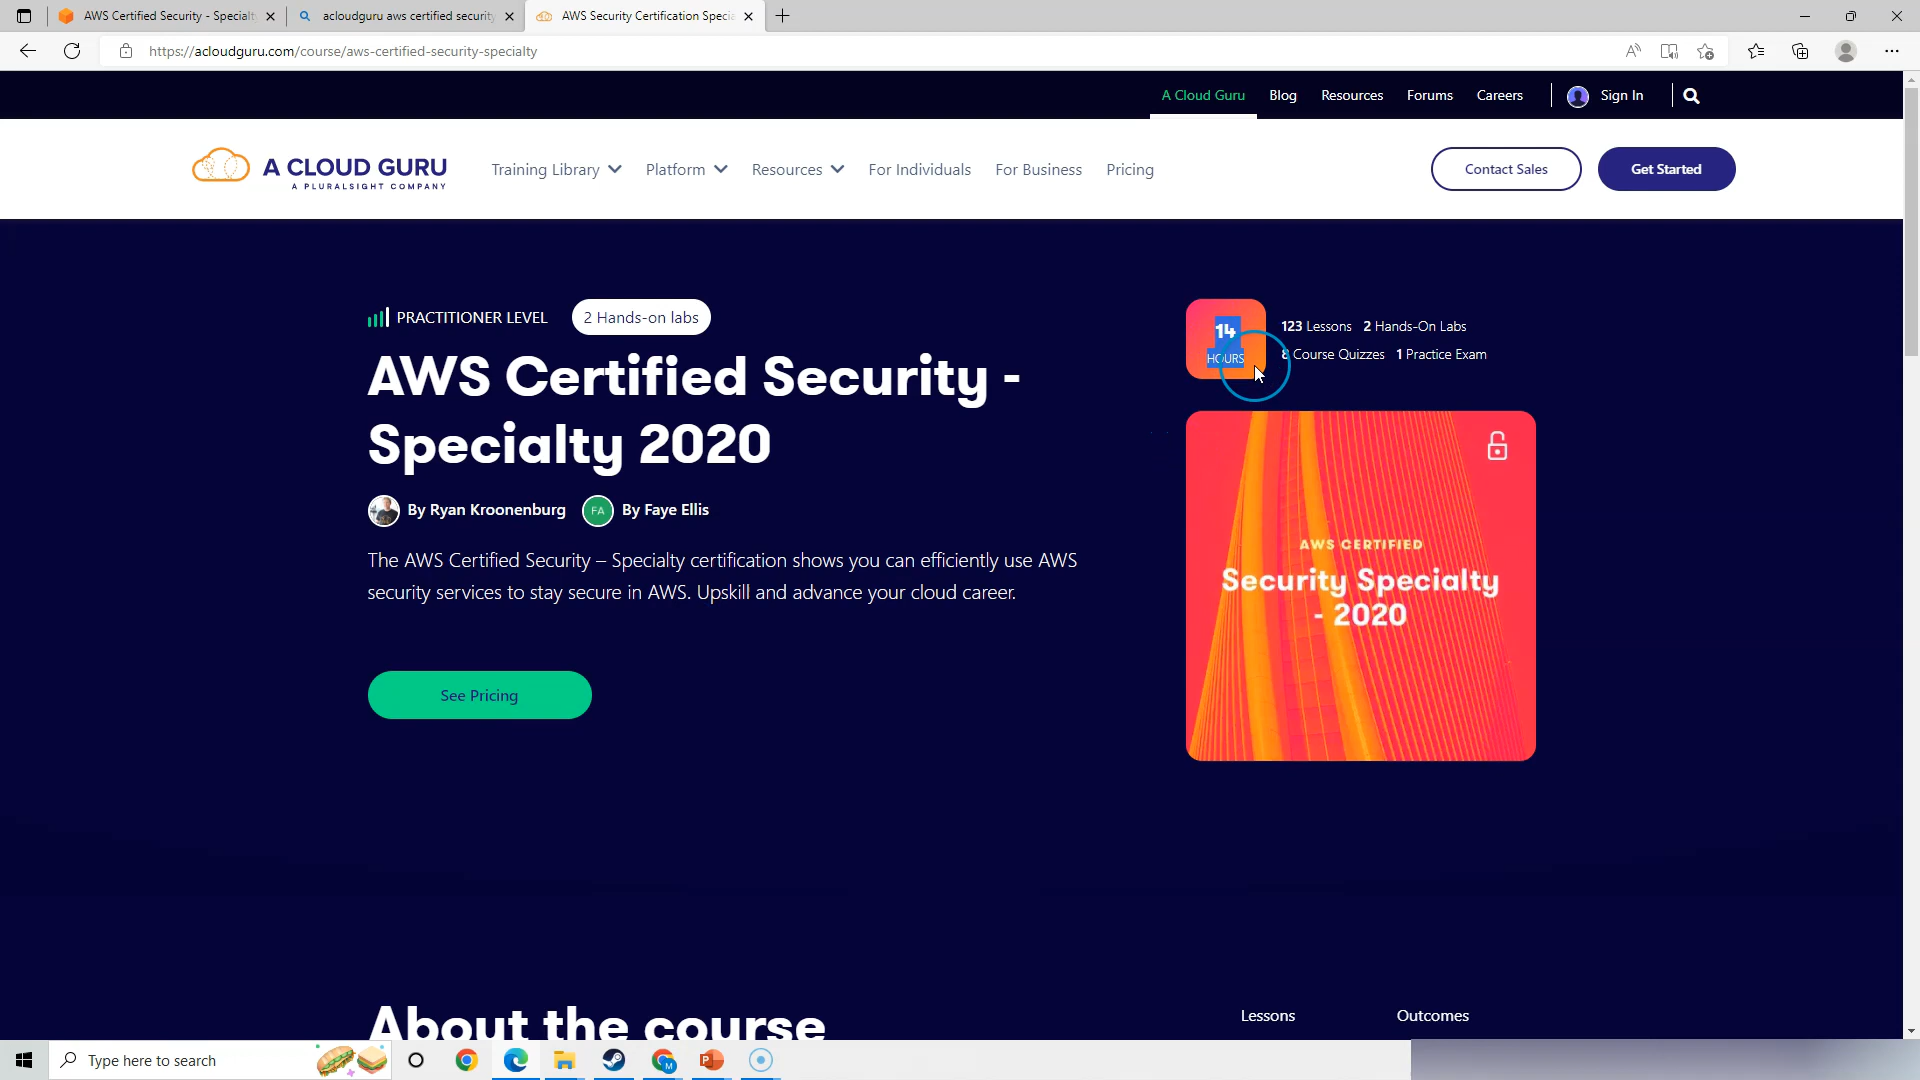 AWS Certified Security - Specialty
acloudguru aws certified security
AWS Security Certification Specia
https://acloudguru.com/course/aws-certified-security-specialty
A Cloud Guru
Blog
Resources
Forums
Careers
Sign In
A CLOUD GURU
A PLURALSIGHT COMPANY
Training Library
Platform
Resources
For Individuals
For Business
Pricing
Contact Sales
Get Started
PRACTITIONER LEVEL
2 Hands-on labs
AWS Certified Security -
Specialty 2020
By Ryan Kroonenburg
FA
By Faye Ellis
The AWS Certified Security – Specialty certification shows you can efficiently use AWS
security services to stay secure in AWS. Upskill and advance your cloud career.
See Pricing
14
HOURS
123 Lessons 2 Hands-On Labs
8 Course Quizzes 1 Practice Exam
AWS CERTIFIED
Security Specialty
- 2020
About the course
Lessons
Outcomes
Type here to search